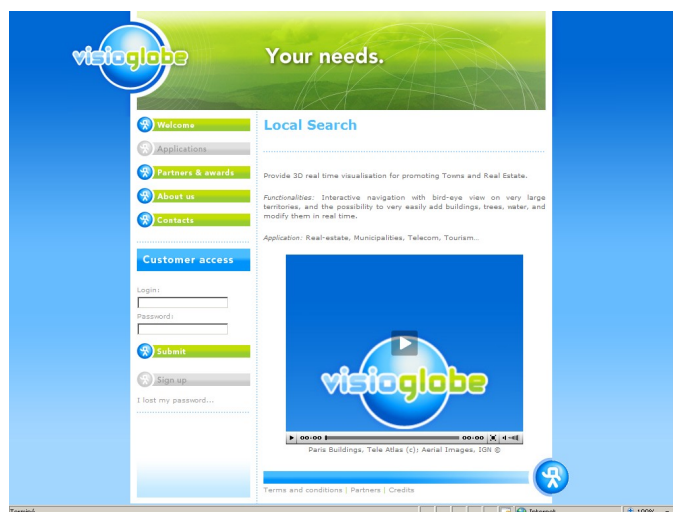 visioglobe
Your needs.
Welcome
Applications
Partners & awards
About us
Contacts
Customer access
Login:
Password:
Submit
Sign up
I lost my password...
Local Search
Provide 3D real time visualisation for promoting Towns and Real Estate.
Functionalities: Interactive navigation with bird-eye view on very large
territories, and the possibility to very easily add buildings, trees, water, and
modify them in real time.
Application: Real-estate, Municipalities, Telecom, Tourism...
visioglobe
00:00 00:00
Paris Buildings, Tele Atlas (c); Aerial Images, IGN ©
Terms and conditions | Partners | Credits
Terminé Internet 100%